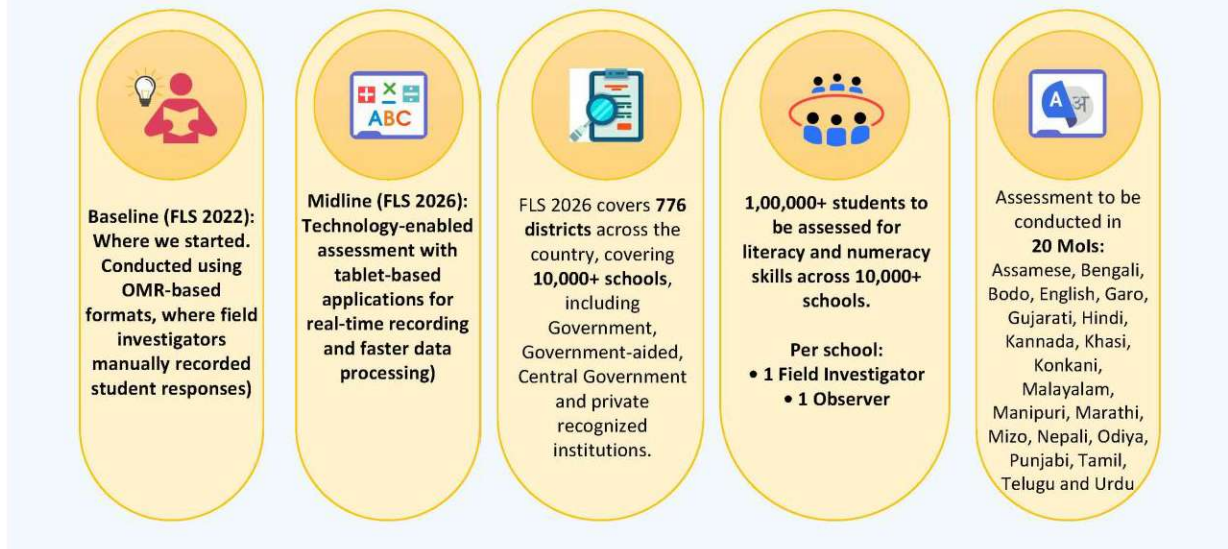 Baseline (FLS 2022):
Where we started.
Conducted using
OMR-based
formats, where field
investigators
manually recorded
student responses)
ABC
Midline (FLS 2026):
Technology-enabled
assessment with
tablet-based
applications for
real-time recording
and faster data
processing)
FLS 2026 covers 776
districts across the
country, covering
10,000+ schools,
including
Government,
Government-aided,
Central Government
and private
recognized
institutions.
1,00,000+ students to
be assessed for
literacy and numeracy
skills across 10,000+
schools.
Per school:
• 1 Field Investigator
• 1 Observer
A अ
Assessment to be
conducted in
20 MoIs:
Assamese, Bengali,
Bodo, English, Garo,
Gujarati, Hindi,
Kannada, Khasi,
Konkani,
Malayalam,
Manipuri, Marathi,
Mizo, Nepali, Odiya,
Punjabi, Tamil,
Telugu and Urdu